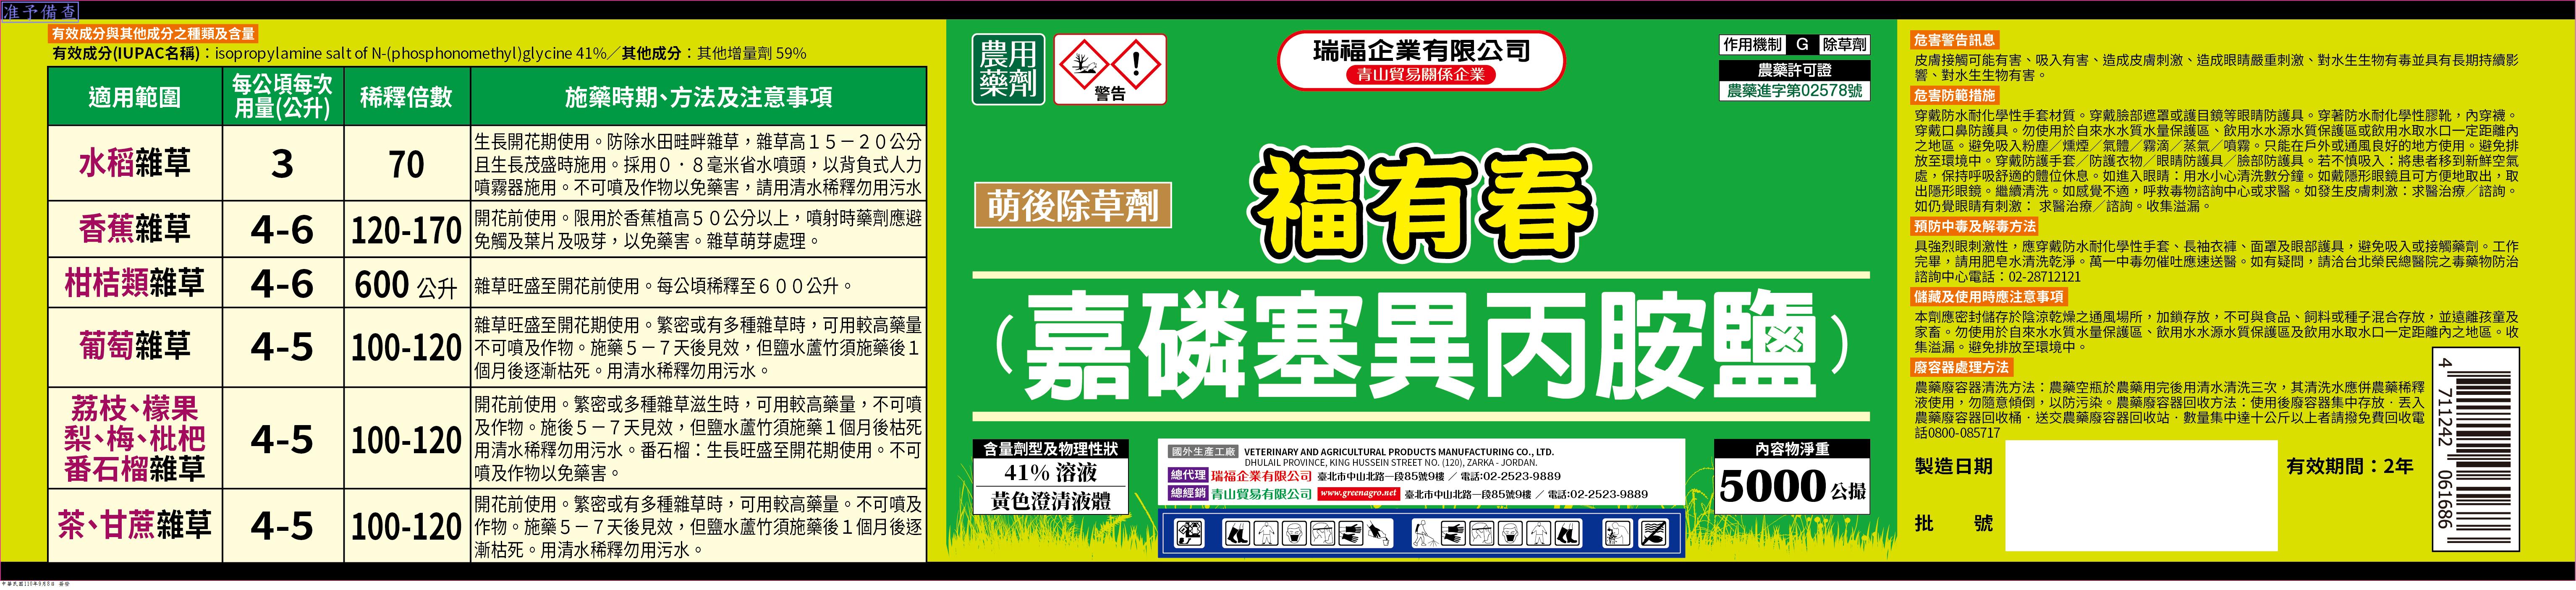 准予備查
有效成分與其他成分之種類及含量
有效成分(IUPAC名稱)：isopropylamine salt of N-(phosphonomethyl)glycine 41%／其他成分：其他增量劑 59%
適用範圍
每公頃每次
用量(公升)
稀釋倍數
施藥時期、方法及注意事項
水稻雜草
3
70
生長開花期使用。防除水田畦畔雜草，雜草高１５－２０公分
且生長茂盛時施用。採用０．８毫米省水噴頭，以背負式人力
噴霧器施用。不可噴及作物以免藥害，請用清水稀釋勿用污水
香蕉雜草
4-6
120-170
開花前使用。限用於香蕉植高５０公分以上，噴射時藥劑應避
免觸及葉片及吸芽，以免藥害。雜草萌芽處理。
柑桔類雜草
4-6
600 公升
雜草旺盛至開花前使用。每公頃稀釋至６００公升。
葡萄雜草
4-5
100-120
雜草旺盛至開花期使用。繁密或有多種雜草時，可用較高藥量
不可噴及作物。施藥５－７天後見效，但鹽水蘆竹須施藥後１
個月後逐漸枯死。用清水稀釋勿用污水。
荔枝、檬果
梨、梅、枇杷
番石榴雜草
4-5
100-120
開花前使用。繁密或多種雜草滋生時，可用較高藥量，不可噴
及作物。施後５－７天見效，但鹽水蘆竹須施藥１個月後枯死
用清水稀釋勿用污水。番石榴：生長旺盛至開花期使用。不可
噴及作物以免藥害。
茶、甘蔗雜草
4-5
100-120
開花前使用。繁密或有多種雜草時，可用較高藥量。不可噴及
作物。施藥５－７天後見效，但鹽水蘆竹須施藥後１個月後逐
漸枯死。用清水稀釋勿用污水。
農用
藥劑
警告
瑞福企業有限公司
青山貿易關係企業
作用機制 G 除草劑
農藥許可證
農藥進字第02578號
萌後除草劑
福有春
（嘉磷塞異丙胺鹽）
含量劑型及物理性狀
41% 溶液
黃色澄清液體
國外生產工廠 VETERINARY AND AGRICULTURAL PRODUCTS MANUFACTURING CO., LTD.
DHULAIL PROVINCE, KING HUSSEIN STREET NO. (120), ZARKA - JORDAN.
總代理 瑞福企業有限公司 臺北市中山北路一段85號9樓 ／ 電話:02-2523-9889
總經銷 青山貿易有限公司 www.greenagro.net 臺北市中山北路一段85號9樓 ／ 電話:02-2523-9889
內容物淨重
5000公撮
危害警告訊息
皮膚接觸可能有害、吸入有害、造成皮膚刺激、造成眼睛嚴重刺激、對水生生物有毒並具有長期持續影
響、對水生生物有害。
危害防範措施
穿戴防水耐化學性手套材質。穿戴臉部遮罩或護目鏡等眼睛防護具。穿著防水耐化學性膠靴，內穿襪。
穿戴口鼻防護具。勿使用於自來水水質水量保護區、飲用水水源水質保護區或飲用水取水口一定距離內
之地區。避免吸入粉塵／燻煙／氣體／霧滴／蒸氣／噴霧。只能在戶外或通風良好的地方使用。避免排
放至環境中。穿戴防護手套／防護衣物／眼睛防護具／臉部防護具。若不慎吸入：將患者移到新鮮空氣
處，保持呼吸舒適的體位休息。如進入眼睛：用水小心清洗數分鐘。如戴隱形眼鏡且可方便地取出，取
出隱形眼鏡。繼續清洗。如感覺不適，呼救毒物諮詢中心或求醫。如發生皮膚刺激：求醫治療／諮詢。
如仍覺眼睛有刺激： 求醫治療／諮詢。收集溢漏。
預防中毒及解毒方法
具強烈眼刺激性，應穿戴防水耐化學性手套、長袖衣褲、面罩及眼部護具，避免吸入或接觸藥劑。工作
完畢，請用肥皂水清洗乾淨。萬一中毒勿催吐應速送醫。如有疑問，請洽台北榮民總醫院之毒藥物防治
諮詢中心電話：02-28712121
儲藏及使用時應注意事項
本劑應密封儲存於陰涼乾燥之通風場所，加鎖存放，不可與食品、飼料或種子混合存放，並遠離孩童及
家畜。勿使用於自來水水質水量保護區、飲用水水源水質保護區及飲用水取水口一定距離內之地區。收
集溢漏。避免排放至環境中。
廢容器處理方法
農藥廢容器清洗方法：農藥空瓶於農藥用完後用清水清洗三次，其清洗水應併農藥稀釋
液使用，勿隨意傾倒，以防污染。農藥廢容器回收方法：使用後廢容器集中存放．丟入
農藥廢容器回收桶．送交農藥廢容器回收站．數量集中達十公斤以上者請撥免費回收電
話0800-085717
製造日期
有效期間：2年
批 號
4 711242 061686